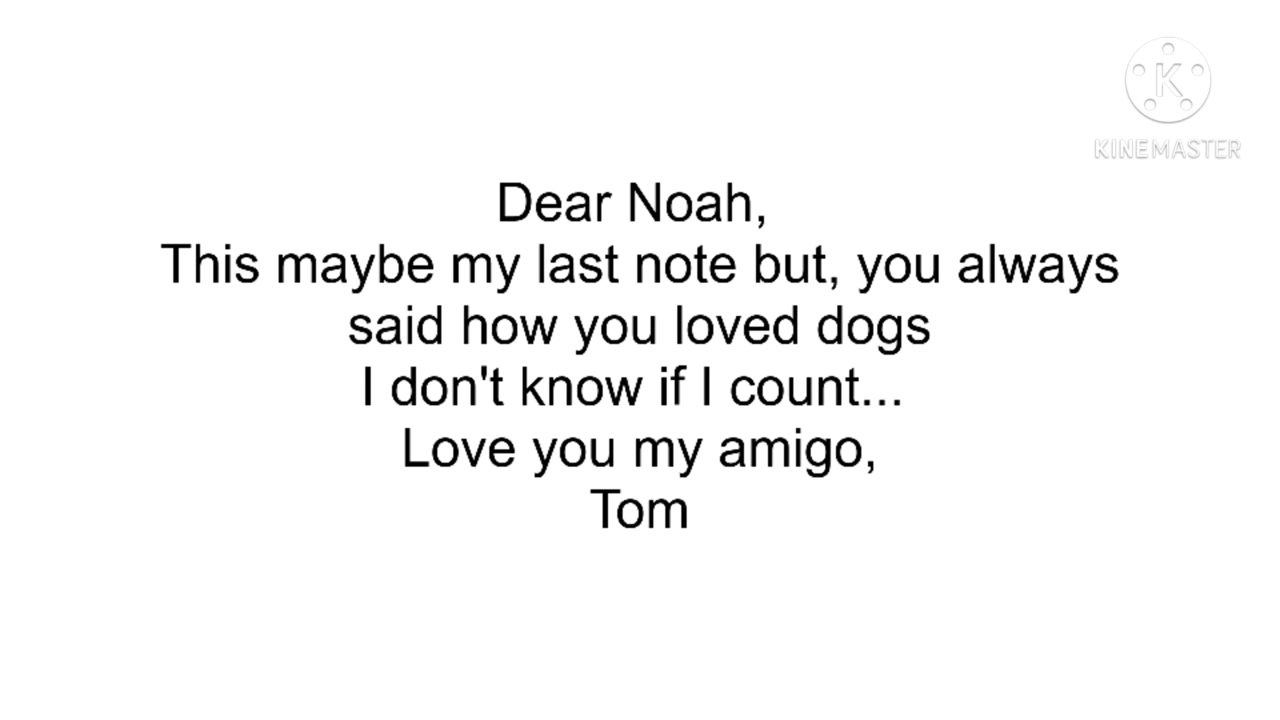 KINEMASTER
Dear Noah,
This maybe my last note but, you always
said how you loved dogs
I don't know if I count...
Love you my amigo,
Tom